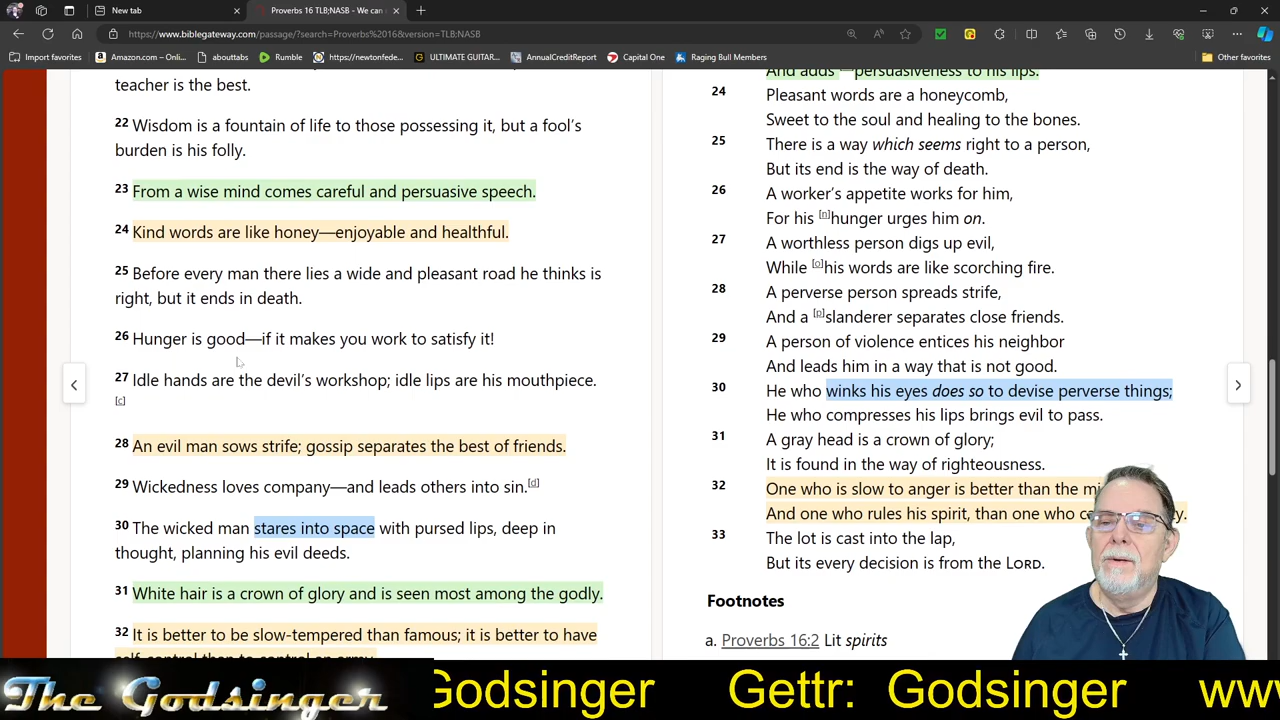 New tab
Proverbs 16 TLB;NASB - We can
https://www.biblegateway.com/passage/?search=Proverbs%2016&version=TLB;NASB
Import favorites
Amazon.com – Onli...
abouttabs
Rumble
https://newtonfede...
ULTIMATE GUITAR...
AnnualCreditReport
Capital One
Raging Bull Members
Other favorites
teacher is the best.
22 Wisdom is a fountain of life to those possessing it, but a fool's
burden is his folly.
23 From a wise mind comes careful and persuasive speech.
24 Kind words are like honey—enjoyable and healthful.
25 Before every man there lies a wide and pleasant road he thinks is
right, but it ends in death.
26 Hunger is good—if it makes you work to satisfy it!
27 Idle hands are the devil's workshop; idle lips are his mouthpiece.
[c]
28 An evil man sows strife; gossip separates the best of friends.
29 Wickedness loves company—and leads others into sin.[d]
30 The wicked man stares into space with pursed lips, deep in
thought, planning his evil deeds.
31 White hair is a crown of glory and is seen most among the godly.
32 It is better to be slow-tempered than famous; it is better to have
self-control than to control an army.
And adds persuasiveness to his lips.
24 Pleasant words are a honeycomb,
Sweet to the soul and healing to the bones.
25 There is a way which seems right to a person,
But its end is the way of death.
26 A worker's appetite works for him,
For his [n]hunger urges him on.
27 A worthless person digs up evil,
While [o]his words are like scorching fire.
28 A perverse person spreads strife,
And a [p]slanderer separates close friends.
29 A person of violence entices his neighbor
And leads him in a way that is not good.
30 He who winks his eyes does so to devise perverse things;
He who compresses his lips brings evil to pass.
31 A gray head is a crown of glory;
It is found in the way of righteousness.
32 One who is slow to anger is better than the
And one who rules his spirit, than one who
33 The lot is cast into the lap,
But its every decision is from the LORD.
Footnotes
a. Proverbs 16:2 Lit spirits
The Godsinger
Godsinger Gettr: Godsinger www